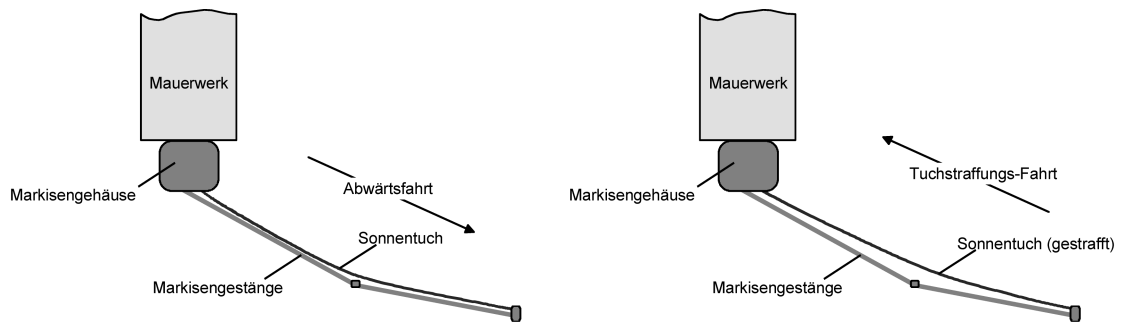 Mauerwerk
Markisengehäuse
Abwärtsfahrt
Sonnentuch
Markisengestänge
Mauerwerk
Markisengehäuse
Tuchstraffungs-Fahrt
Sonnentuch (gestrafft)
Markisengestänge